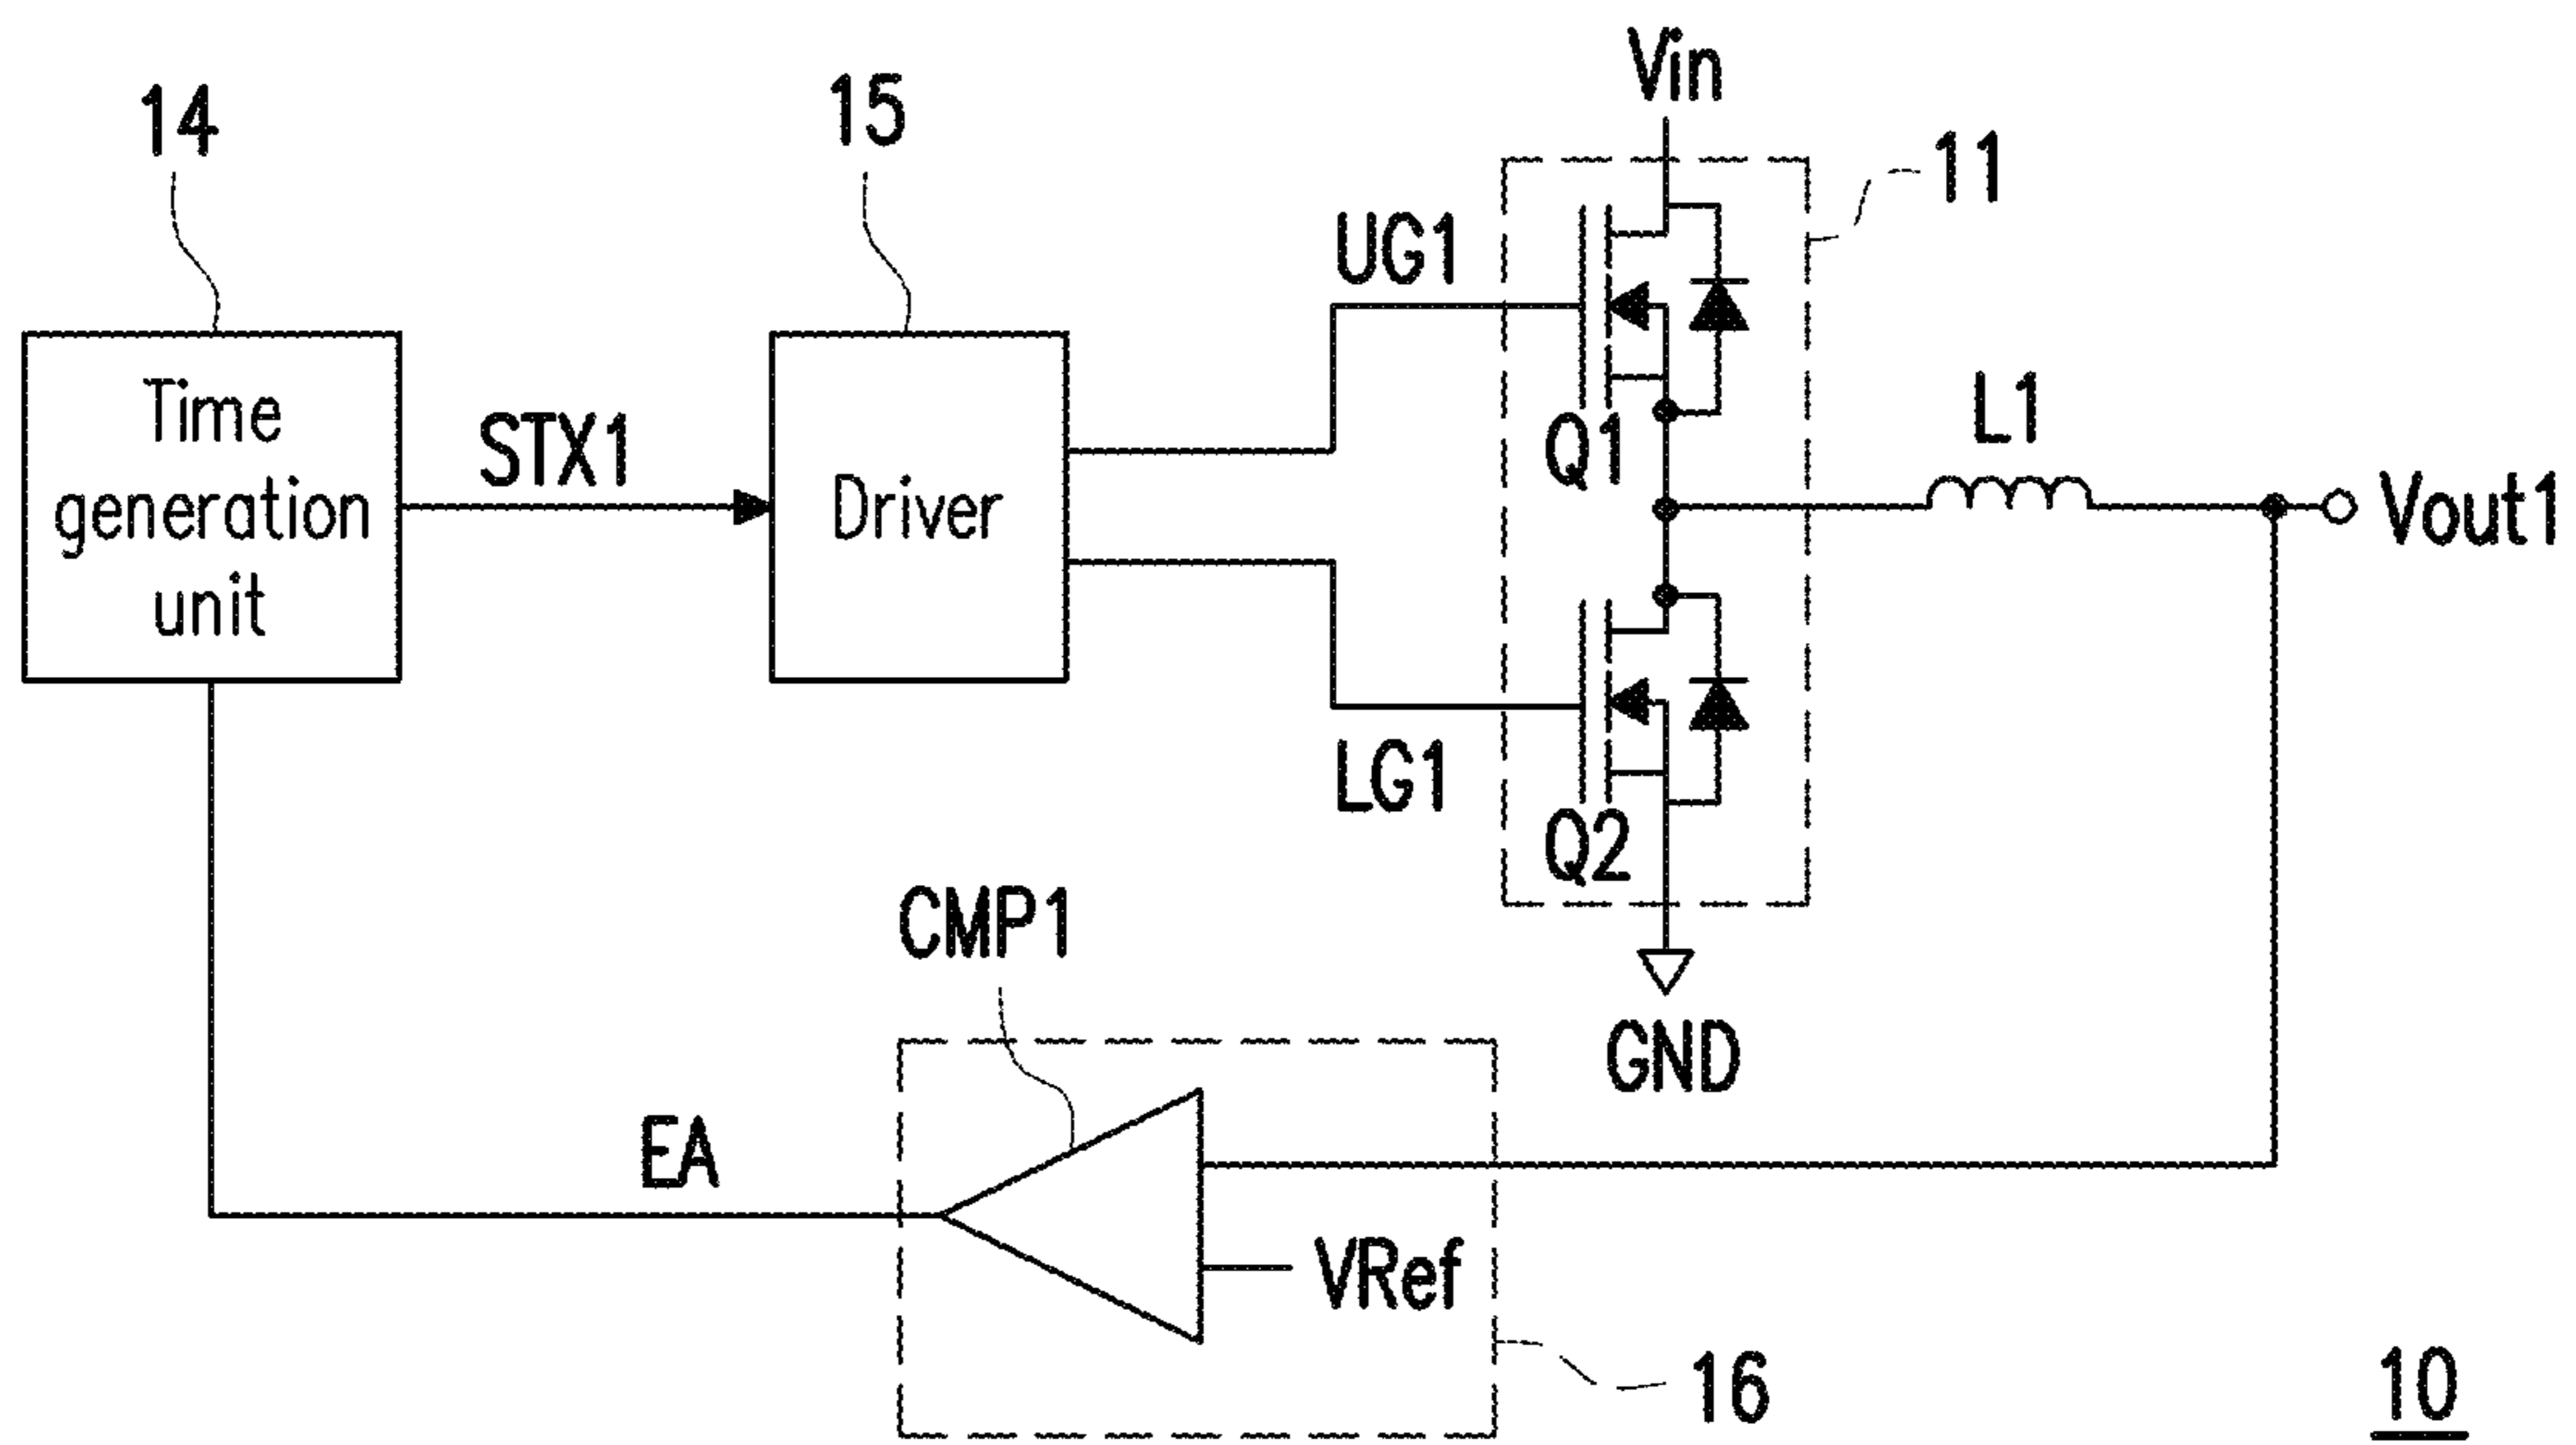 Vin
14
15
11
UG1
Time
generation
unit
STX1
Driver
Q1
L1
Vout1
LG1
Q2
CMP1
GND
EA
VRef
16
10